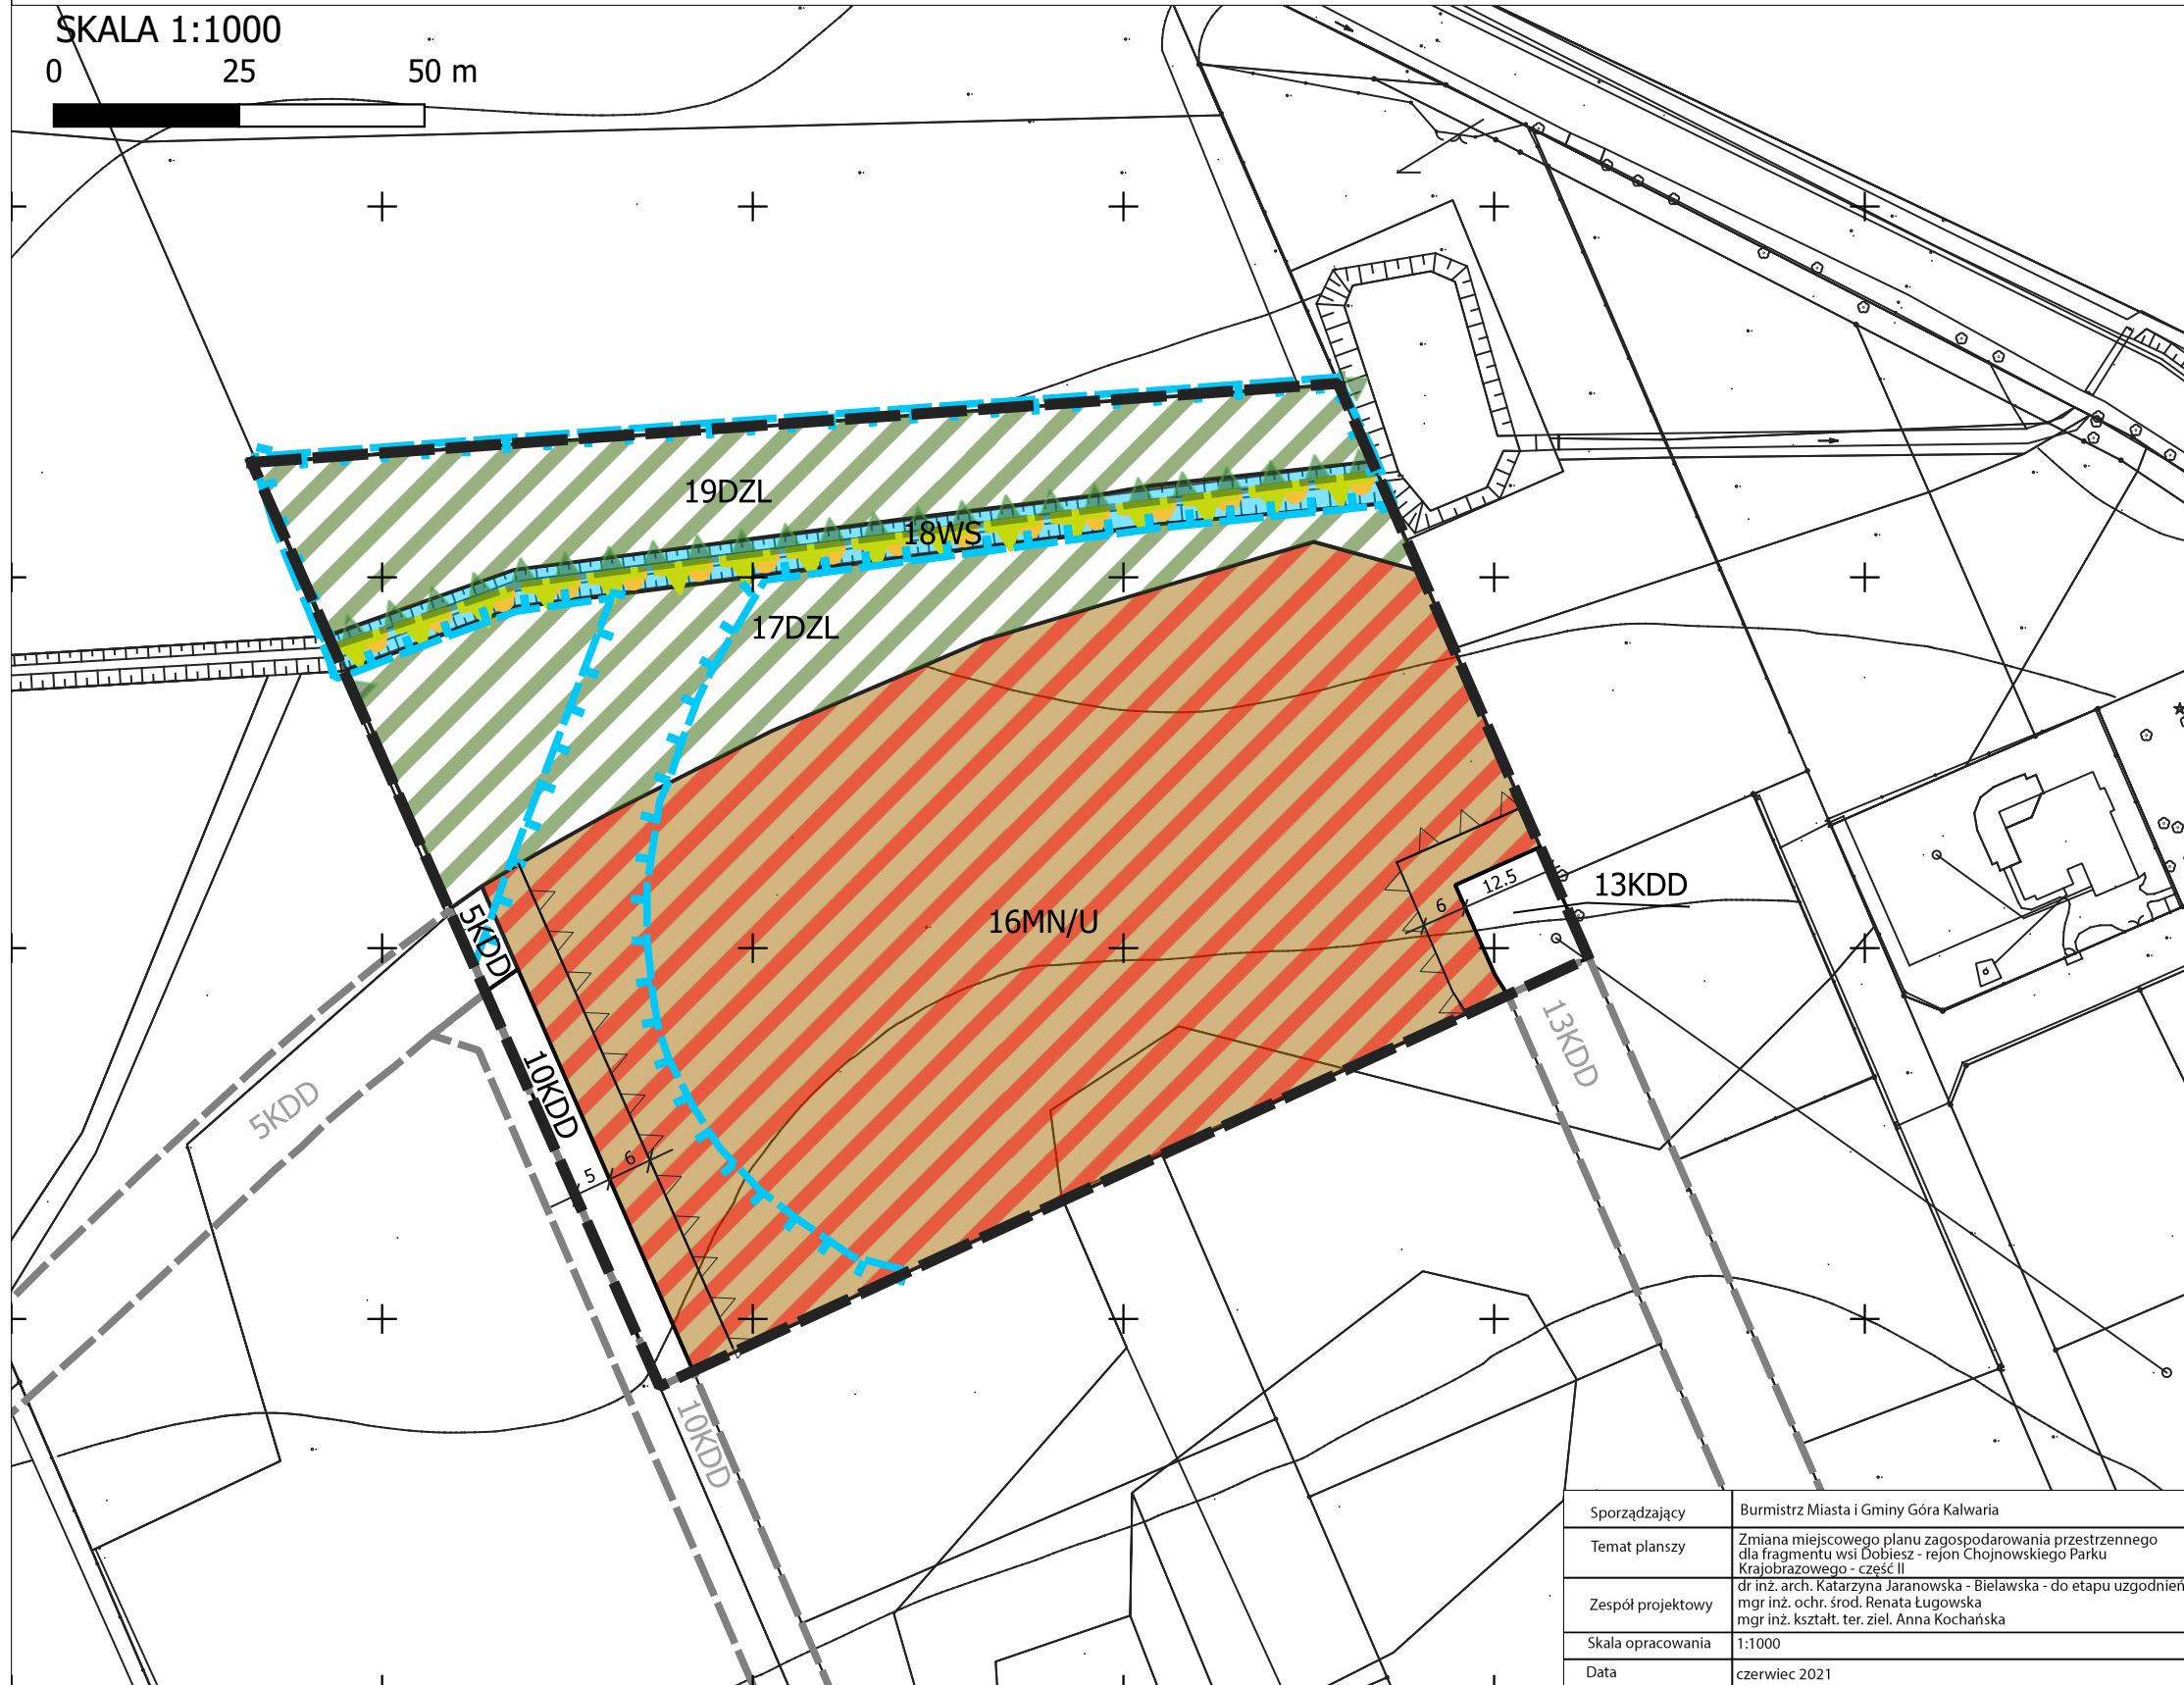 SKALA 1:1000
0 25 50 m
19DZL
18WS
17DZL
16MN/U
12.5
6
13KDD
5KDD
13KDD
10KDD
5KDD
5
6
10KDD
Sporządzający Burmistrz Miasta i Gminy Góra Kalwaria
Temat planszy Zmiana miejscowego planu zagospodarowania przestrzennego
dla fragmentu wsi Dobiesz - rejon Chojnowskiego Parku
Krajobrazowego - część II
dr inż. arch. Katarzyna Jaranowska - Bielawska - do etapu uzgodnień
Zespół projektowy mgr inż. ochr. środ. Renata Ługowska
mgr inż. kształt. ter. ziel. Anna Kochańska
Skala opracowania 1:1000
Data czerwiec 2021